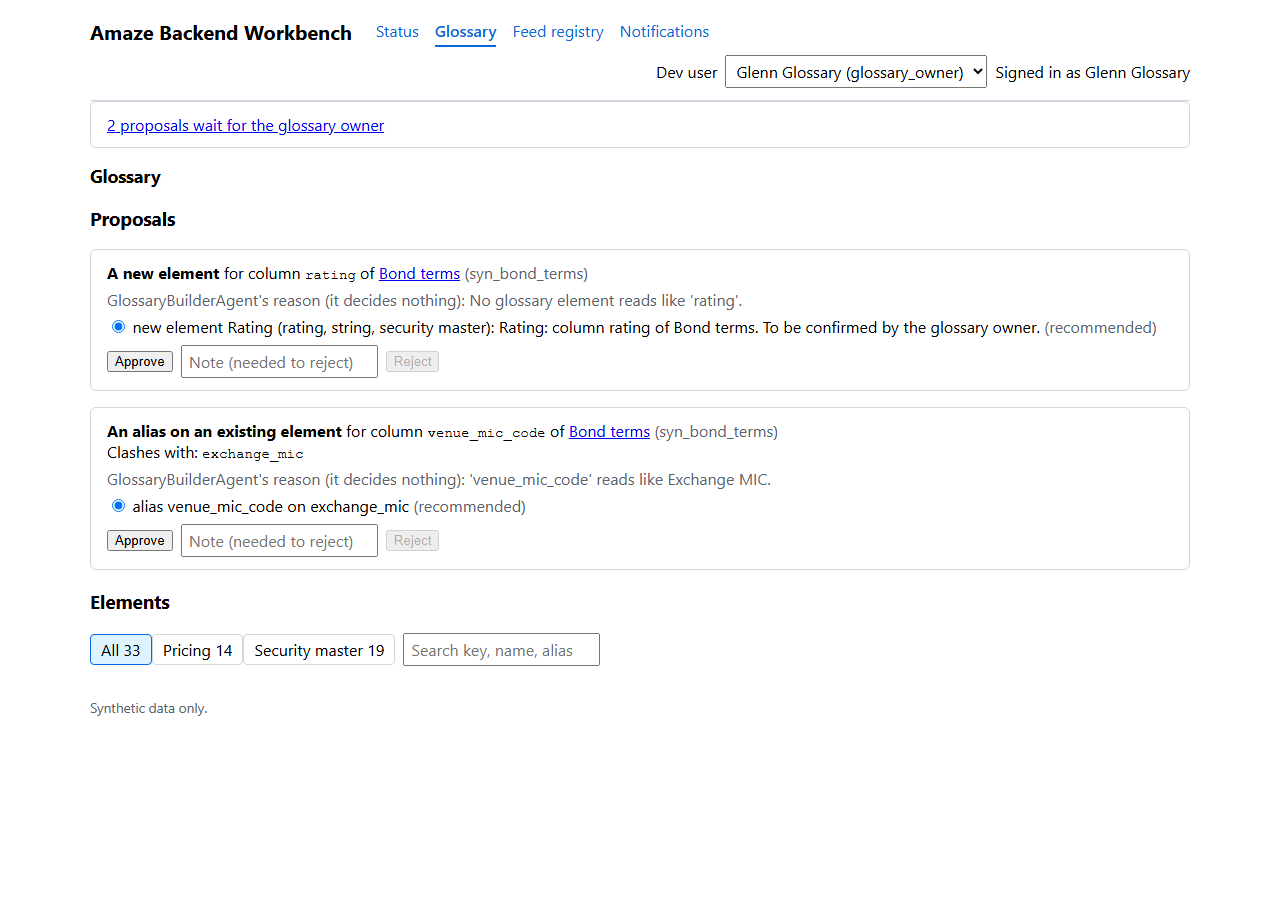 Amaze Backend Workbench Status Glossary Feed registry Notifications
Dev user Glenn Glossary (glossary_owner) Signed in as Glenn Glossary
2 proposals wait for the glossary owner
Glossary
Proposals
A new element for column rating of Bond terms (syn_bond_terms)
GlossaryBuilderAgent's reason (it decides nothing): No glossary element reads like 'rating'.
new element Rating (rating, string, security master): Rating: column rating of Bond terms. To be confirmed by the glossary owner. (recommended)
Approve Note (needed to reject) Reject
An alias on an existing element for column venue_mic_code of Bond terms (syn_bond_terms)
Clashes with: exchange_mic
GlossaryBuilderAgent's reason (it decides nothing): 'venue_mic_code' reads like Exchange MIC.
alias venue_mic_code on exchange_mic (recommended)
Approve Note (needed to reject) Reject
Elements
All 33 Pricing 14 Security master 19 Search key, name, alias
Synthetic data only.